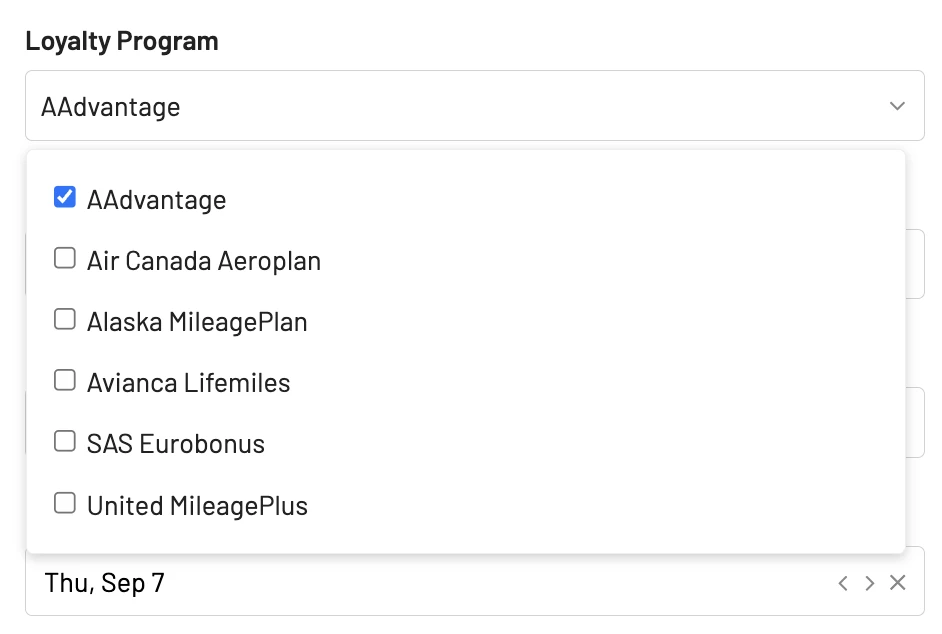 Loyalty Program
AAdvantage
AAdvantage
Air Canada Aeroplan
Alaska MileagePlan
Avianca Lifemiles
SAS Eurobonus
United MileagePlus
Thu, Sep 7